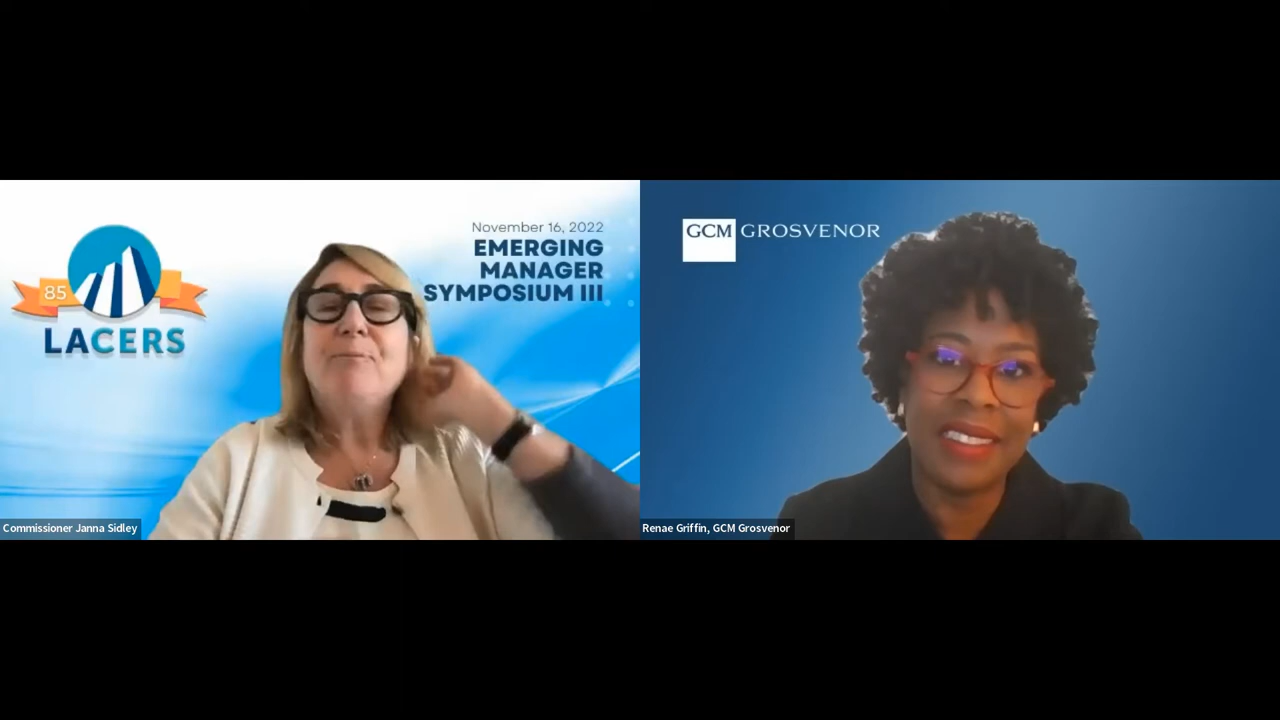 November 16, 2022
EMERGING
MANAGER
SYMPOSIUM III
85
LACERS
Commissioner Janna Sidley
GCM GROSVENOR
Renae Griffin, GCM Grosvenor